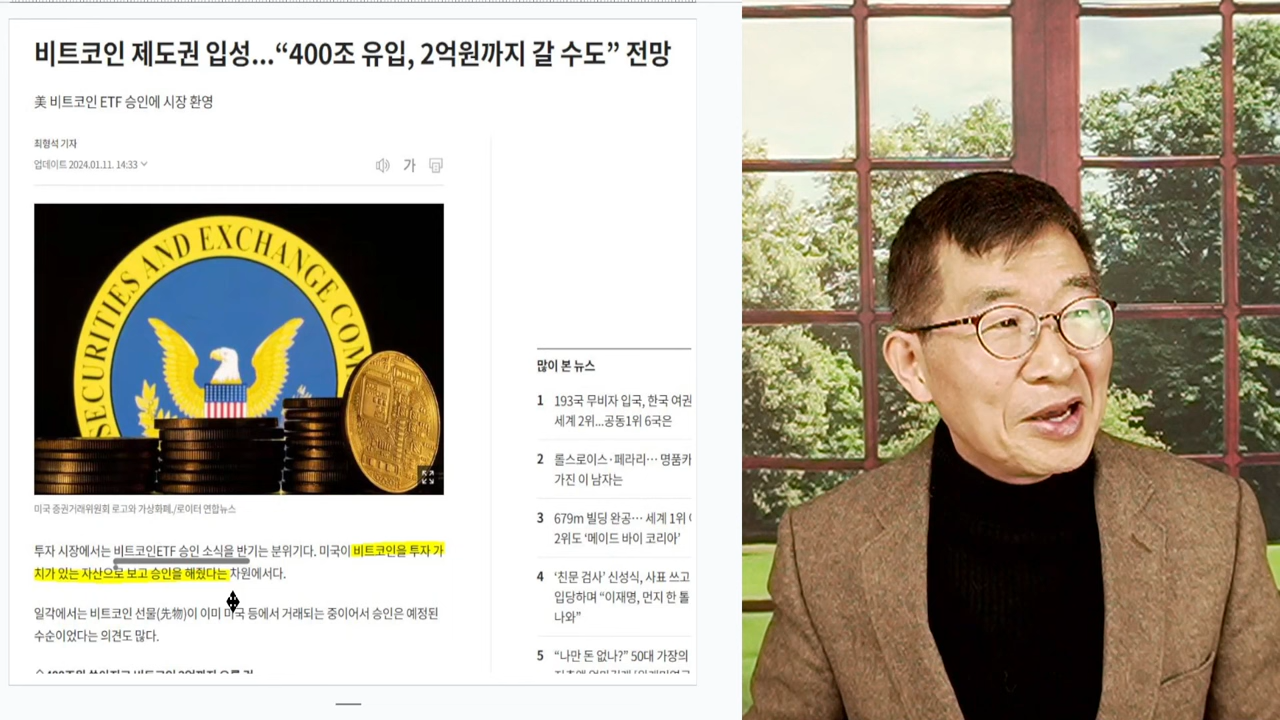 비트코인 제도권 입성...“400조 유입, 2억원까지 갈 수도” 전망
美 비트코인 ETF 승인에 시장 환영
최형석 기자
업데이트 2024.01.11. 14:33
가
SECURITIES AND EXCHANGE COM
미국 증권거래위원회 로고와 가상화폐./로이터 연합뉴스
투자 시장에서는 비트코인ETF 승인 소식을 반기는 분위기다. 미국이 비트코인을 투자 가
치가 있는 자산으로 보고 승인을 해줬다는 차원에서다.
일각에서는 비트코인 선물(先物)이 이미 미국 등에서 거래되는 중이어서 승인은 예정된
수순이었다는 의견도 많다.
많이 본 뉴스
1 193국 무비자 입국, 한국 여권
세계 2위...공동1위 6국은
2 롤스로이스·페라리… 명품카
가진 이 남자는
3 679m 빌딩 완공… 세계 1위
2위도 ‘메이드 바이 코리아’
4 ‘친문 검사’ 신성식, 사표 쓰고
입당하며 “이재명, 먼지 한 톨
나와”
5 “나만 돈 없나?” 50대 가장의